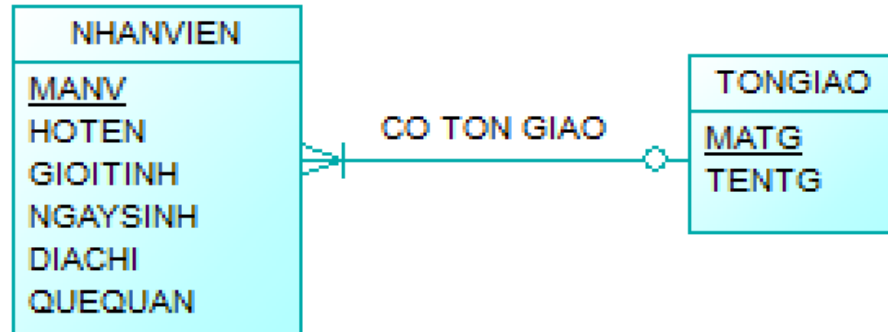 NHANVIEN
MANV
HOTEN
GIOITINH
NGAYSINH
DIACHI
QUEQUAN
CO TON GIAO
TONGIAO
MATG
TENTG